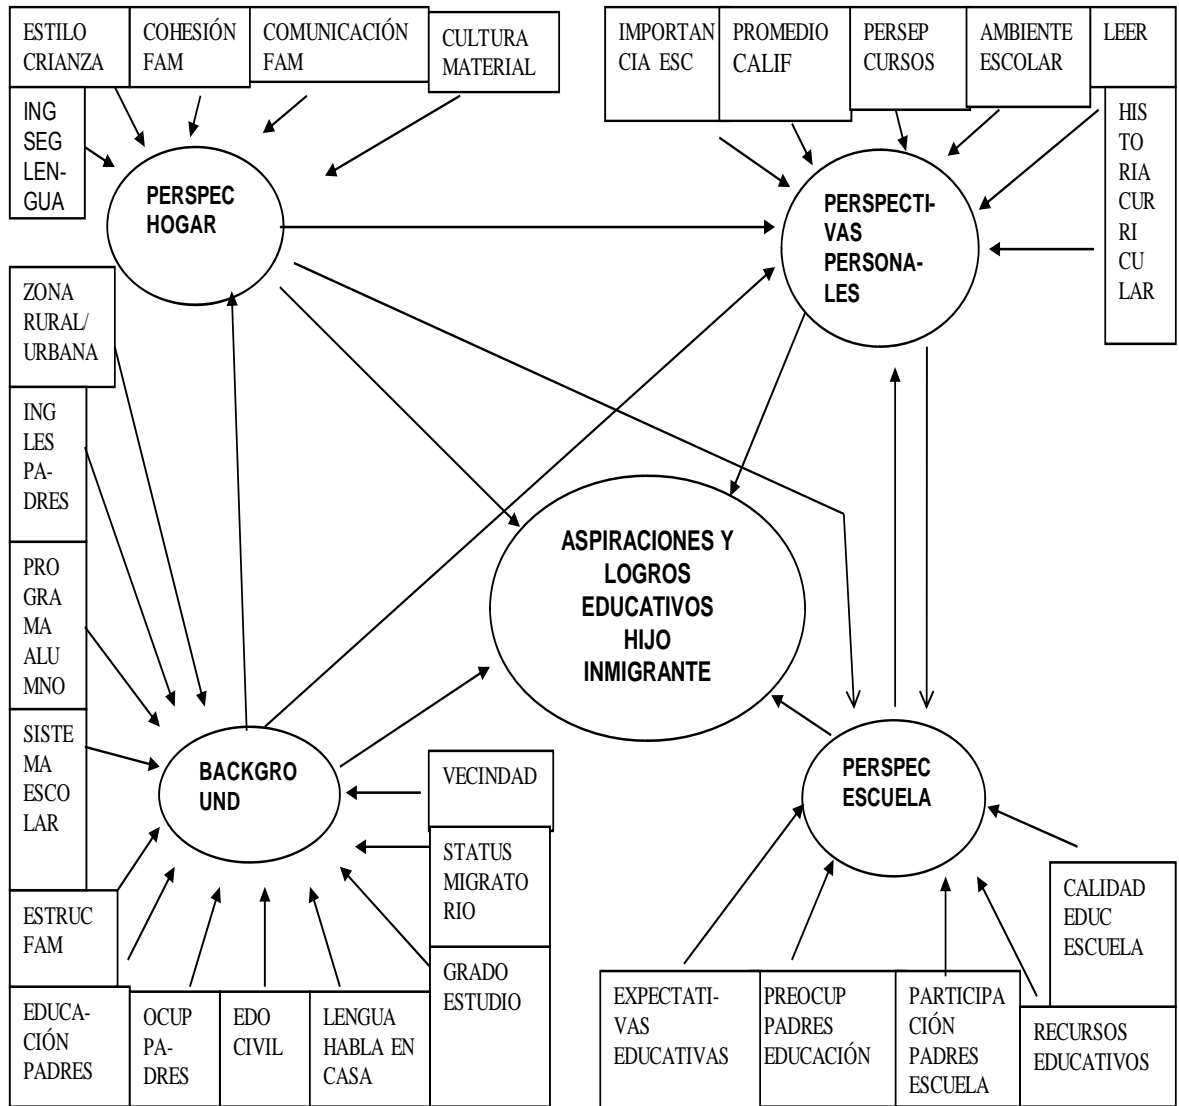 ESTILO
CRIANZA
COHESIÓN
FAM
COMUNICACIÓN
FAM
CULTURA
MATERIAL
IMPORTAN
CIA ESC
PROMEDIO
CALIF
PERSEP
CURSOS
AMBIENTE
ESCOLAR
LEER
ING
SEG
LEN-
GUA
HIS
TO
RIA
CUR
RI
CU
LAR
PERSPEC
HOGAR
PERSPECTI-
VAS
PERSONA-
LES
ZONA
RURAL/
URBANA
ING
LES
PA-
DRES
PRO
GRA
MA
ALU
MNO
SISTE
MA
ESCO
LAR
ASPIRACIONES Y
LOGROS
EDUCATIVOS
HIJO
INMIGRANTE
BACKGRO
UND
PERSPEC
ESCUELA
VECINDAD
STATUS
MIGRATO
RIO
GRADO
ESTUDIO
ESTRUC
FAM
EDUCA-
CIÓN
PADRES
OCUP
PA-
DRES
EDO
CIVIL
LENGUA
HABLA EN
CASA
EXPECTATI-
VAS
EDUCATIVAS
PREOCUP
PADRES
EDUCACIÓN
PARTICIPA
CIÓN
PADRES
ESCUELA
CALIDAD
EDUC
ESCUELA
RECURSOS
EDUCATIVOS